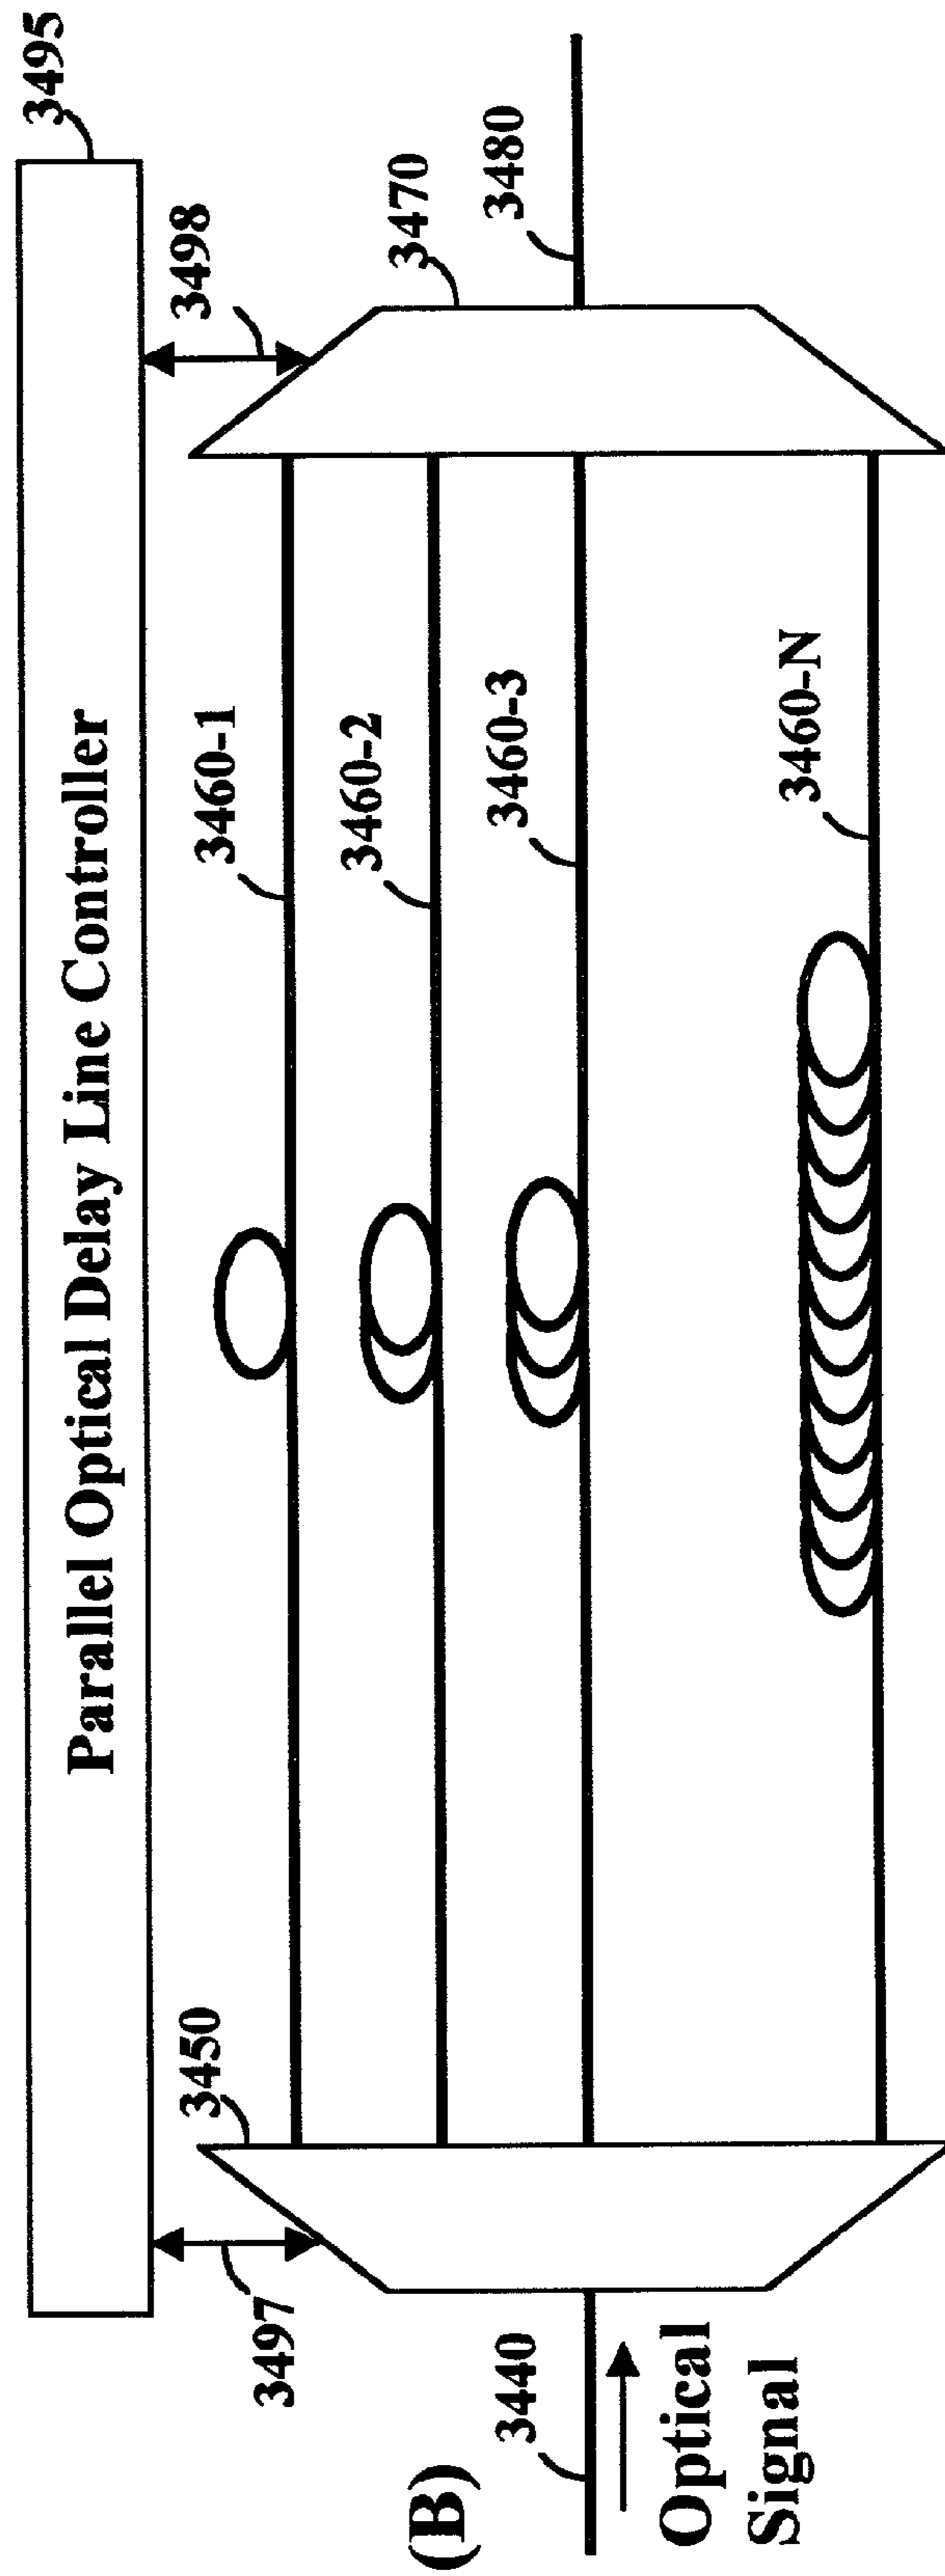 3495
Parallel Optical Delay Line Controller
3497
3498
3450
3470
3460-1
3460-2
3460-3
3460-N
3480
(B)
3440
Optical
Signal